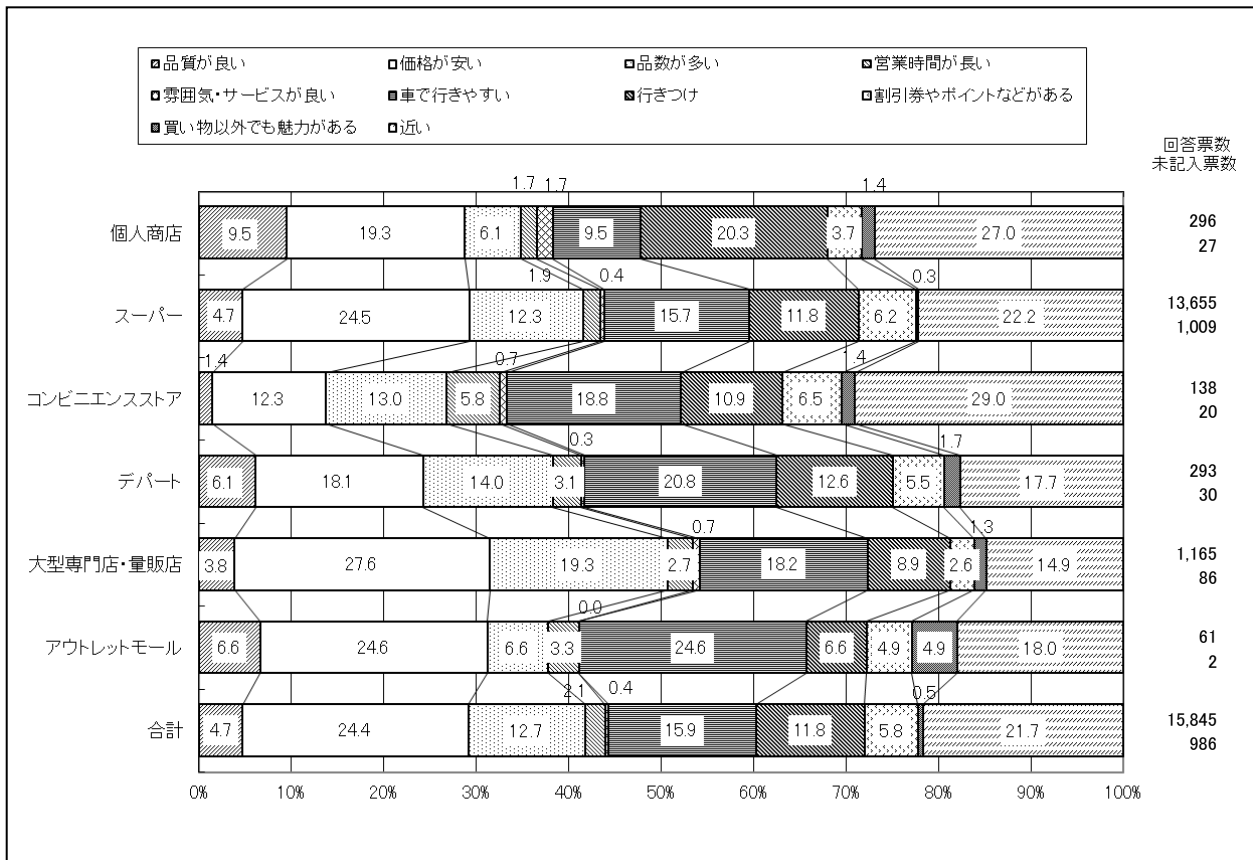 品質が良い 価格が安い 品数が多い 営業時間が長い
雰囲気・サービスが良い 車で行きやすい 行きつけ 割引券やポイントなどがある
買い物以外でも魅力がある 近い
回答票数
未記入票数
1.7 1.7 1.4
個人商店 9.5 19.3 6.1 9.5 20.3 3.7 27.0 296
27
1.9 0.4 0.3
スーパー 4.7 24.5 12.3 15.7 11.8 6.2 22.2 13,655
1,009
1.4 0.7 1.4
コンビニエンスストア 12.3 13.0 5.8 18.8 10.9 6.5 29.0 138
20
0.3 1.7
デパート 6.1 18.1 14.0 3.1 20.8 12.6 5.5 17.7 293
30
0.7 1.3
大型専門店・量販店 3.8 27.6 19.3 2.7 18.2 8.9 2.6 14.9 1,165
86
0.0
アウトレットモール 6.6 24.6 6.6 3.3 24.6 6.6 4.9 4.9 18.0 61
2
2.1 0.4 0.5
合計 4.7 24.4 12.7 15.9 11.8 5.8 21.7 15,845
986
0% 10% 20% 30% 40% 50% 60% 70% 80% 90% 100%